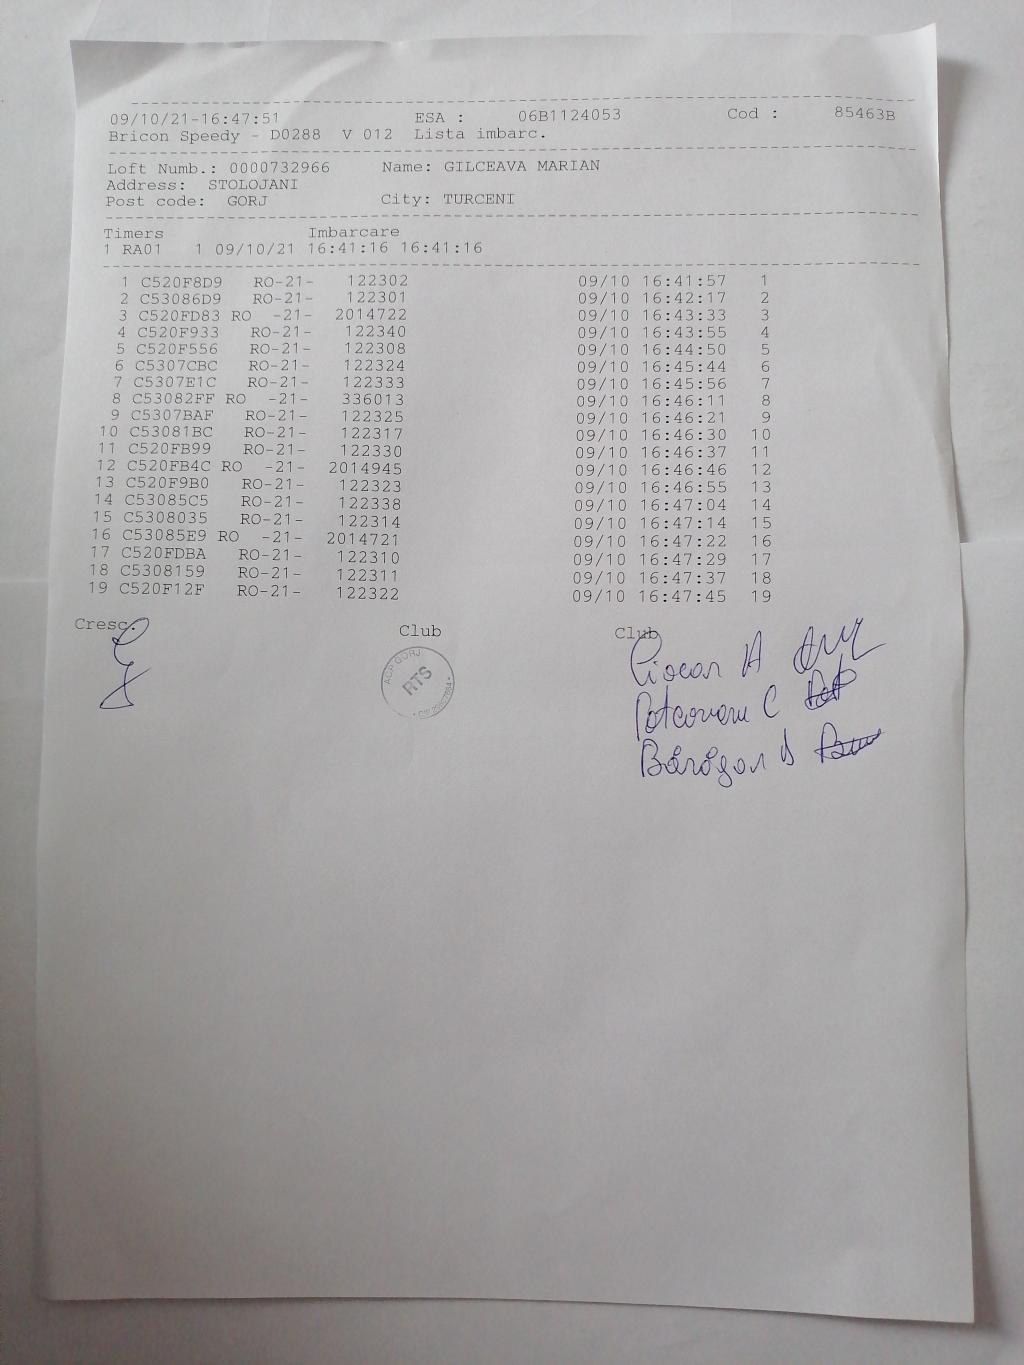 09/10/21-16:47:51 ESA : 06B1124053 Cod : 85463B
Bricon Speedy - D0288 V 012 Lista imbarc.
Loft Numb.: 0000732966 Name: GILCEAVA MARIAN
Address: STOLOJANI
Post code: GORJ City: TURCENI
Timers Imbarcare
1 RA01 1 09/10/21 16:41:16 16:41:16
1 C520F8D9 RO-21- 122302 09/10 16:41:57 1
2 C53086D9 RO-21- 122301 09/10 16:42:17 2
3 C520FD83 RO -21- 2014722 09/10 16:43:33 3
4 C520F933 RO-21- 122340 09/10 16:43:55 4
5 C520F556 RO-21- 122308 09/10 16:44:50 5
6 C5307CBC RO-21- 122324 09/10 16:45:44 6
7 C5307E1C RO-21- 122333 09/10 16:45:56 7
8 C53082FF RO -21- 336013 09/10 16:46:11 8
9 C5307BAF RO-21- 122325 09/10 16:46:21 9
10 C53081BC RO-21- 122317 09/10 16:46:30 10
11 C520FB99 RO-21- 122330 09/10 16:46:37 11
12 C520FB4C RO -21- 2014945 09/10 16:46:46 12
13 C520F9B0 RO-21- 122323 09/10 16:46:55 13
14 C53085C5 RO-21- 122338 09/10 16:47:04 14
15 C5308035 RO-21- 122314 09/10 16:47:14 15
16 C53085E9 RO -21- 2014721 09/10 16:47:22 16
17 C520FDBA RO-21- 122310 09/10 16:47:29 17
18 C5308159 RO-21- 122311 09/10 16:47:37 18
19 C520F12F RO-21- 122322 09/10 16:47:45 19
Cresc. Club Club
ACP GORJ
RTS
A
C